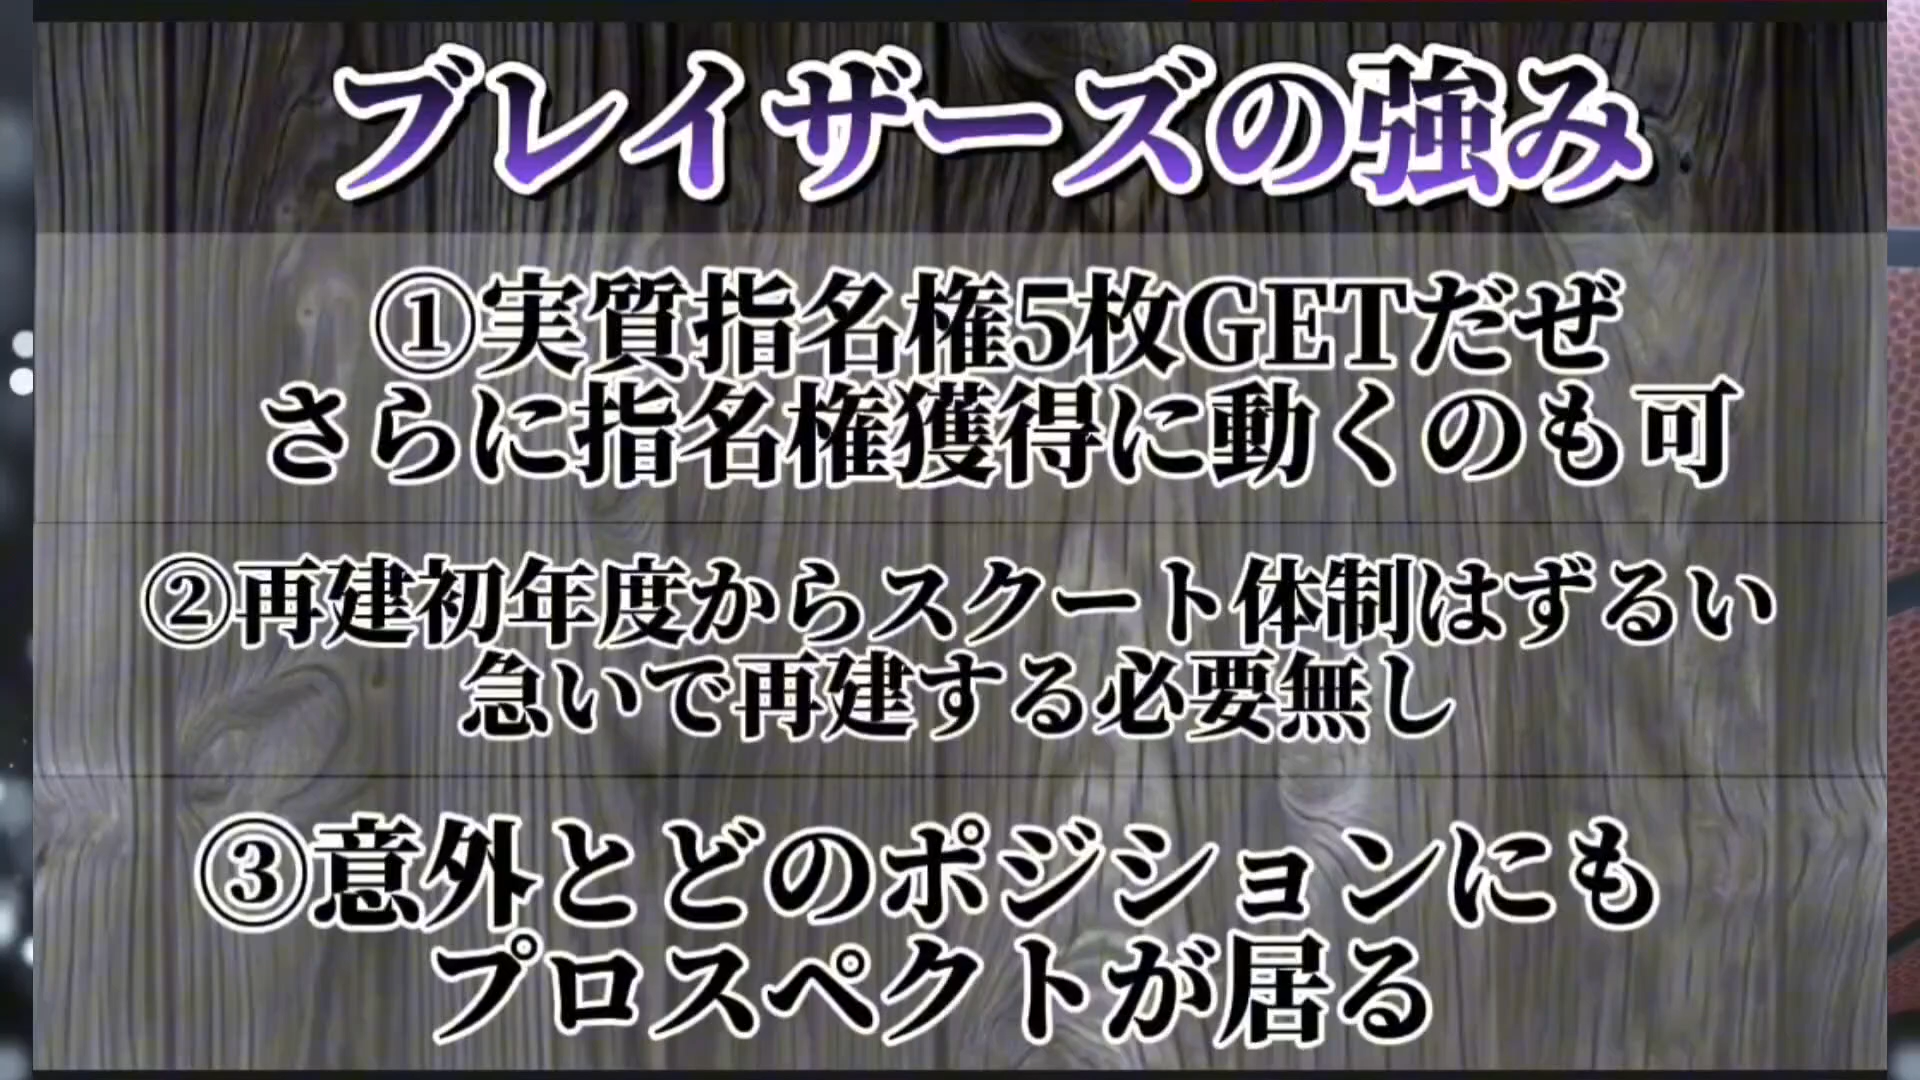 ブレイザーズの強み
①実質指名権5枚GETだぜ
さらに指名権獲得に動くのも可
②再建初年度からスクート体制はずるい
急いで再建する必要無し
③意外とどのポジションにも
プロスペクトが居る